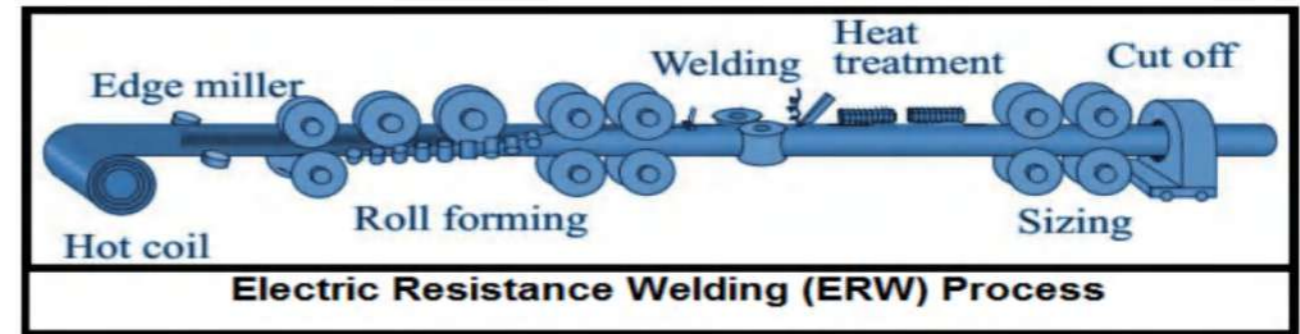 Edge miller
Hot coil
Roll forming
Welding
Heat
treatment
Sizing
Cut off
Electric Resistance Welding (ERW) Process